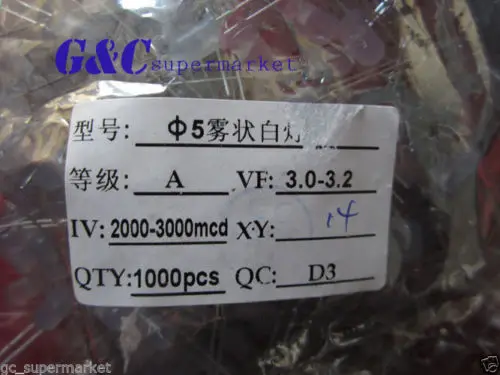 G&C supermarket
型号: Φ5雾状白灯
等级: A VF: 3.0-3.2
IV: 2000-3000mcd X·Y: 14
QTY: 1000pcs QC: D3
gc_supermarket